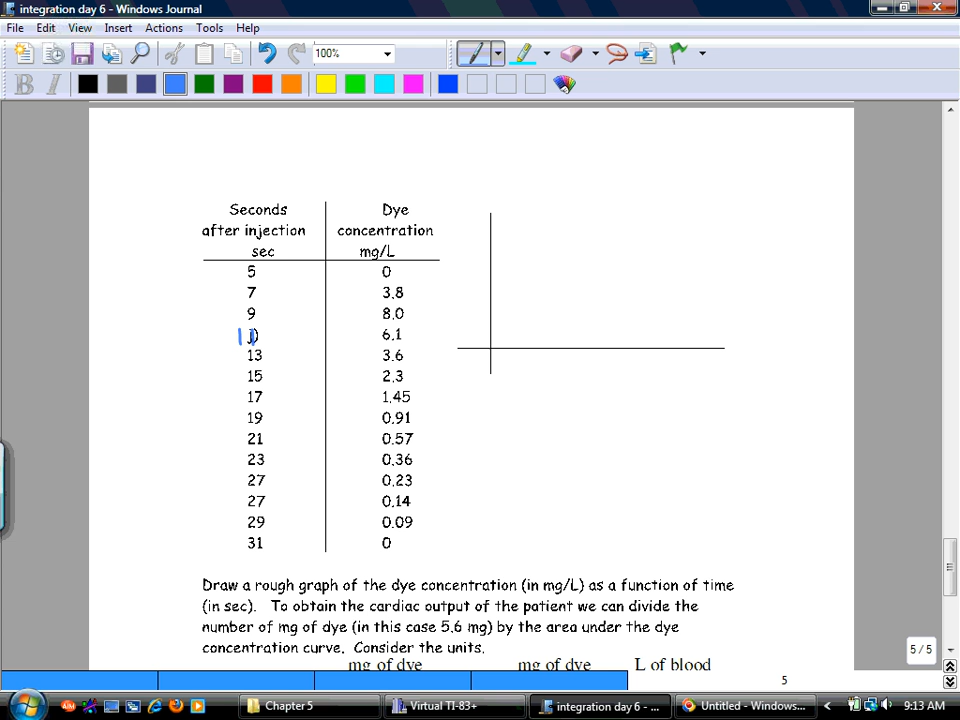 integration day 6 - Windows Journal
File Edit View Insert Actions Tools Help
100%
B I
Seconds
after injection
sec
Dye
concentration
mg/L
5 0
7 3.8
9 8.0
11 6.1
13 3.6
15 2.3
17 1.45
19 0.91
21 0.57
23 0.36
27 0.23
27 0.14
29 0.09
31 0
Draw a rough graph of the dye concentration (in mg/L) as a function of time
(in sec). To obtain the cardiac output of the patient we can divide the
number of mg of dye (in this case 5.6 mg) by the area under the dye
concentration curve. Consider the units.
mg of dye mg of dye L of blood
5 / 5
5
Chapter 5 Virtual TI-83+ integration day 6 - ... Untitled - Windows... 9:13 AM